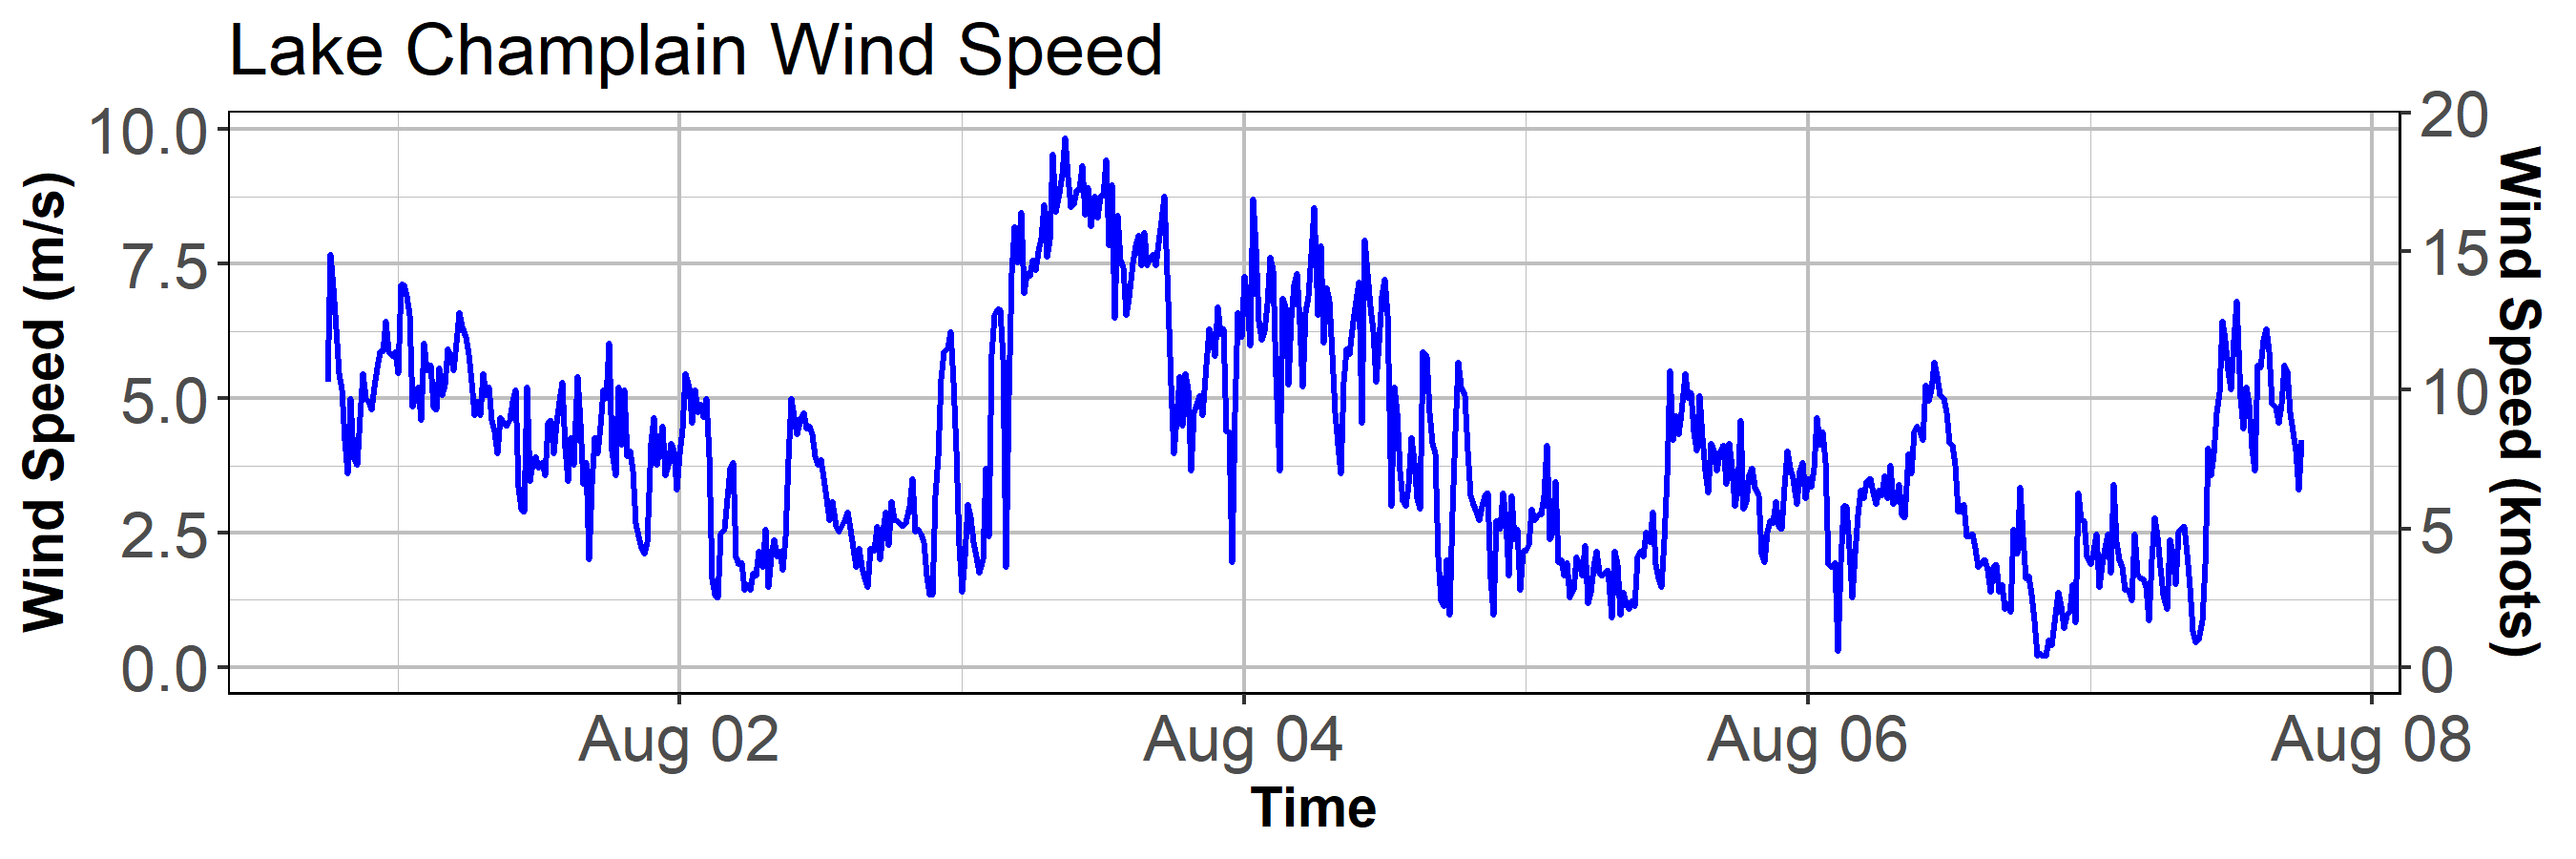 Lake Champlain Wind Speed
Wind Speed (m/s)
10.0
7.5
5.0
2.5
0.0
20
15
10
5
0
Wind Speed (knots)
Aug 02
Aug 04
Aug 06
Aug 08
Time